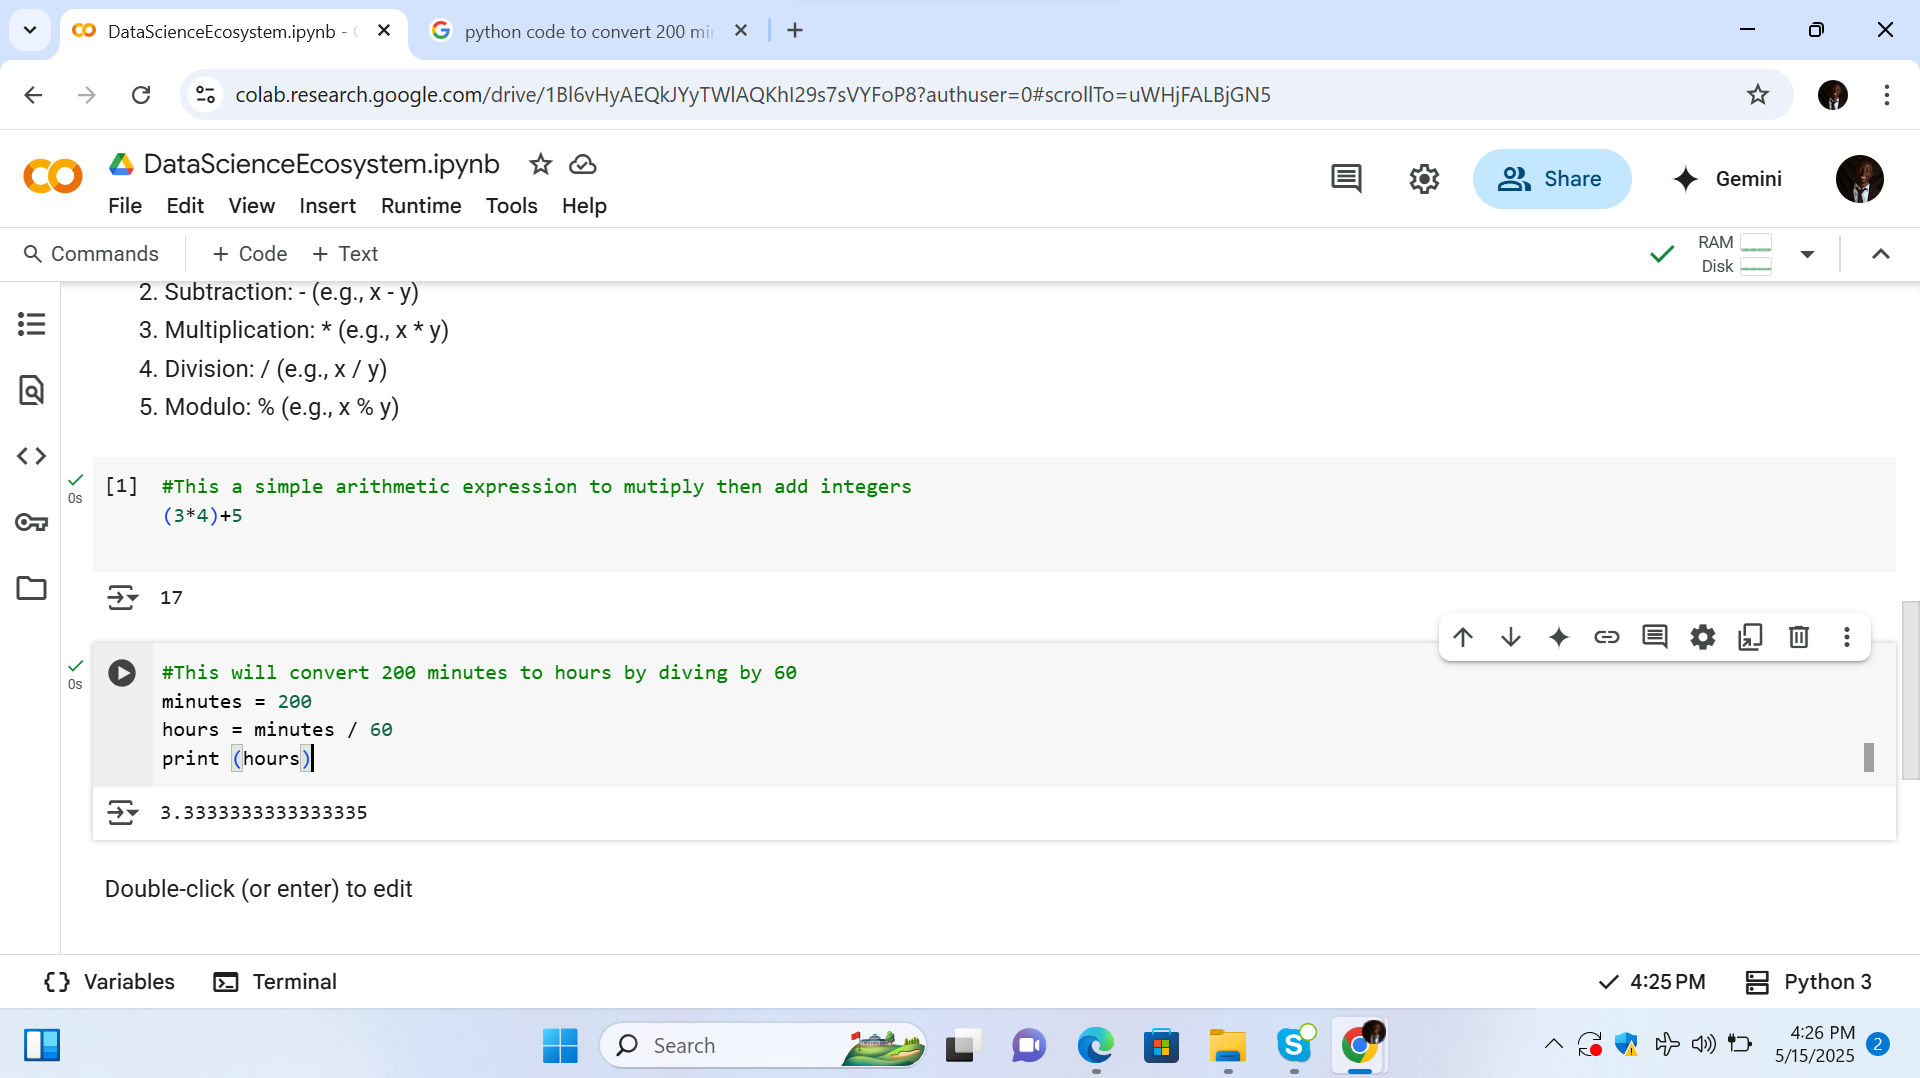 DataScienceEcosystem.ipynb -
python code to convert 200 mi
colab.research.google.com/drive/1Bl6vHyAEQkJYyTWlAQKhI29s7sVYFoP8?authuser=0#scrollTo=uWHjFALBjGN5
DataScienceEcosystem.ipynb
File Edit View Insert Runtime Tools Help
Share
Gemini
Commands + Code + Text
RAM
Disk
2. Subtraction: - (e.g., x - y)
3. Multiplication: * (e.g., x * y)
4. Division: / (e.g., x / y)
5. Modulo: % (e.g., x % y)
0s
[1] #This a simple arithmetic expression to mutiply then add integers
(3*4)+5
17
0s
#This will convert 200 minutes to hours by diving by 60
minutes = 200
hours = minutes / 60
print (hours)
3.3333333333333335
Double-click (or enter) to edit
{} Variables Terminal
4:25 PM Python 3
Search
4:26 PM
5/15/2025
2